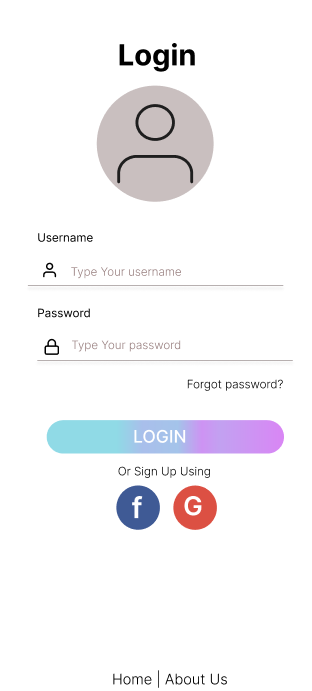 Login
Username
Type Your username
Password
Type Your password
Forgot password?
LOGIN
Or Sign Up Using
f G
Home | About Us